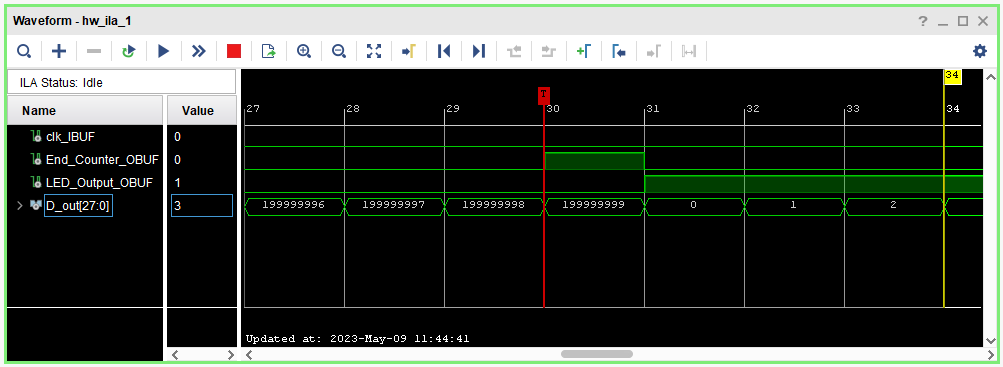 Waveform - hw_ila_1
ILA Status: Idle
Name Value
clk_IBUF 0
End_Counter_OBUF 0
LED_Output_OBUF 1
D_out[27:0] 3
34
T
27 28 29 30 31 32 33 34
199999996 199999997 199999998 199999999 0 1 2
Updated at: 2023-May-09 11:44:41